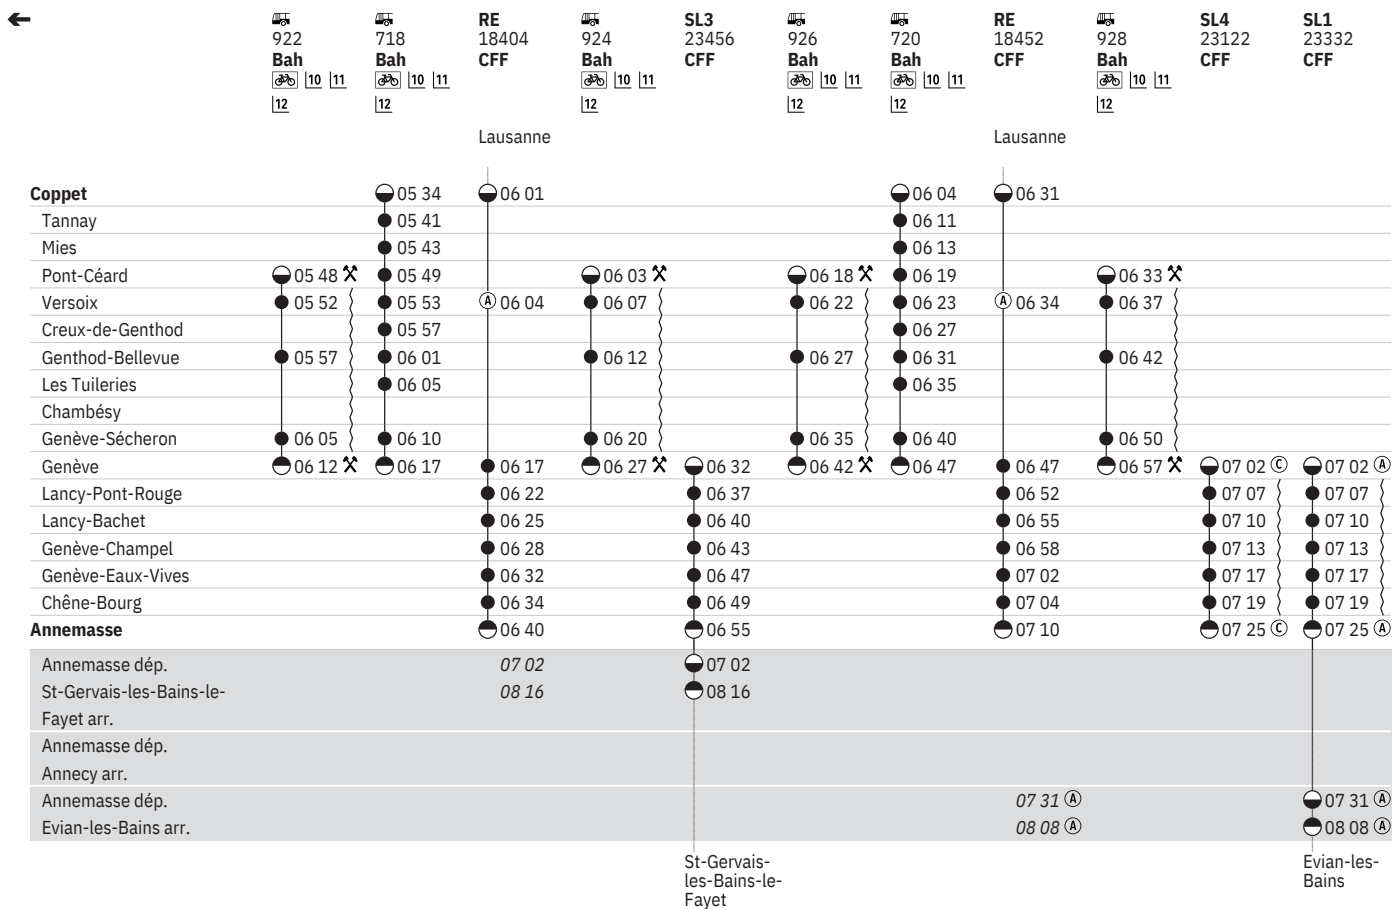 922 718 RE 18404 924 SL3 23456 926 720 RE 18452 928 SL4 23122 SL1 23332
Bah Bah CFF Bah CFF Bah Bah CFF Bah CFF CFF
10 11 10 11 10 11 10 11 10 11 10 11
12 12 12 12 12 12
Lausanne Lausanne
Coppet 05 34 06 01 06 04 06 31
Tannay 05 41 06 11
Mies 05 43 06 13
Pont-Céard 05 48 05 49 06 03 06 18 06 19 06 33
Versoix 05 52 05 53 A 06 04 06 07 06 22 06 23 A 06 34 06 37
Creux-de-Genthod 05 57 06 27
Genthod-Bellevue 05 57 06 01 06 12 06 27 06 31 06 42
Les Tuileries 06 05 06 35
Chambésy
Genève-Sécheron 06 05 06 10 06 20 06 35 06 40 06 50
Genève 06 12 06 17 06 17 06 27 06 32 06 42 06 47 06 47 06 57 07 02 C 07 02 A
Lancy-Pont-Rouge 06 22 06 37 06 52 07 07 07 07
Lancy-Bachet 06 25 06 40 06 55 07 10 07 10
Genève-Champel 06 28 06 43 06 58 07 13 07 13
Genève-Eaux-Vives 06 32 06 47 07 02 07 17 07 17
Chêne-Bourg 06 34 06 49 07 04 07 19 07 19
Annemasse 06 40 06 55 07 10 07 25 C 07 25 A
Annemasse dép. 07 02 07 02
St-Gervais-les-Bains-le- 08 16 08 16
Fayet arr.
Annemasse dép.
Annecy arr.
Annemasse dép. 07 31 A 07 31 A
Evian-les-Bains arr. 08 08 A 08 08 A
St-Gervais-
les-Bains-le-
Fayet
Evian-les-
Bains